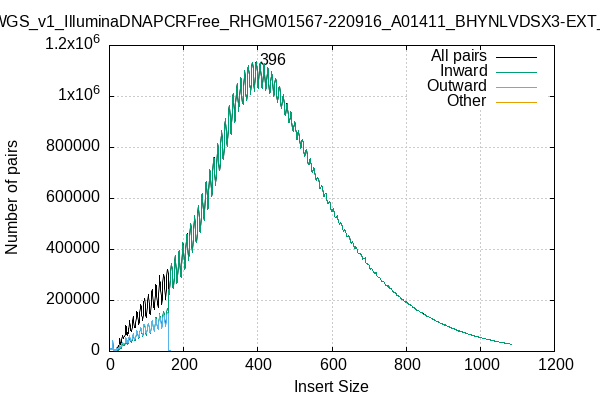 WGS_v1_IlluminaDNAPCRFree_RHGM01567-220916_A01411_BHYNLVDSX3-EXT_
1.2x10^6
1x10^6
800000
600000
400000
200000
0
Number of pairs
396
All pairs
Inward
Outward
Other
0 200 400 600 800 1000 1200
Insert Size